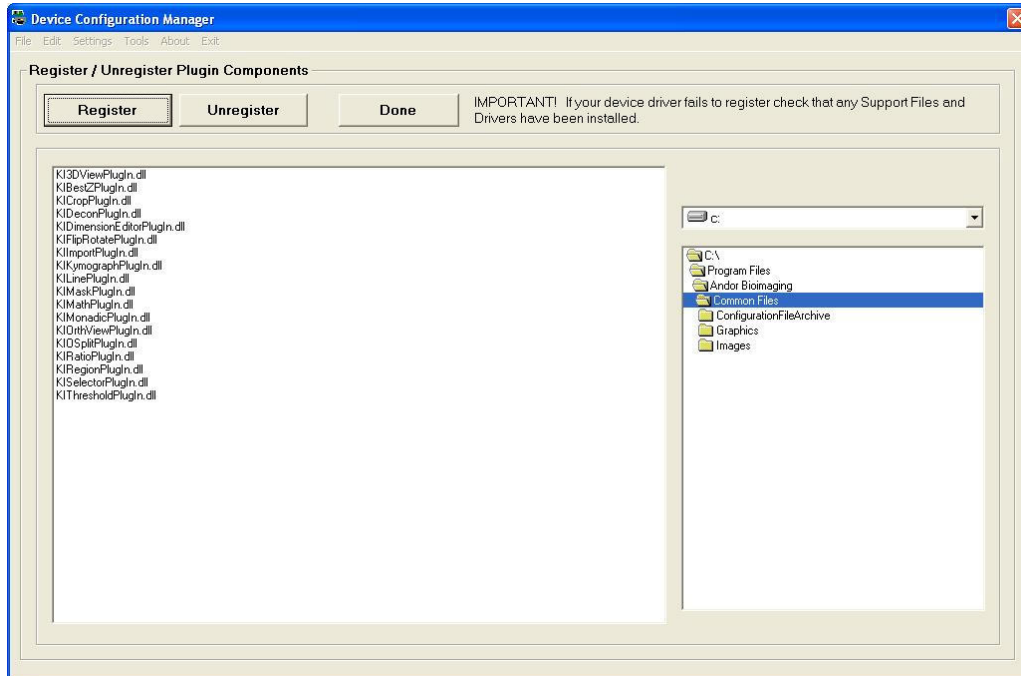 Device Configuration Manager
File Edit Settings Tools About Exit
Register / Unregister Plugin Components
Register Unregister Done
IMPORTANT! If your device driver fails to register check that any Support Files and
Drivers have been installed.
KI3DViewPlugIn.dll
KIBestZPlugIn.dll
KICropPlugIn.dll
KIDeconPlugIn.dll
KIDimensionEditorPlugIn.dll
KIFlipRotatePlugIn.dll
KIImportPlugIn.dll
KIKymographPlugIn.dll
KILinePlugIn.dll
KIMaskPlugIn.dll
KIMathPlugIn.dll
KIMonadicPlugIn.dll
KIOrthViewPlugIn.dll
KIOSplitPlugIn.dll
KIRatioPlugIn.dll
KIRegionPlugIn.dll
KISelectorPlugIn.dll
KIThresholdPlugIn.dll
c:
C:\
Program Files
Andor Bioimaging
Common Files
ConfigurationFileArchive
Graphics
Images